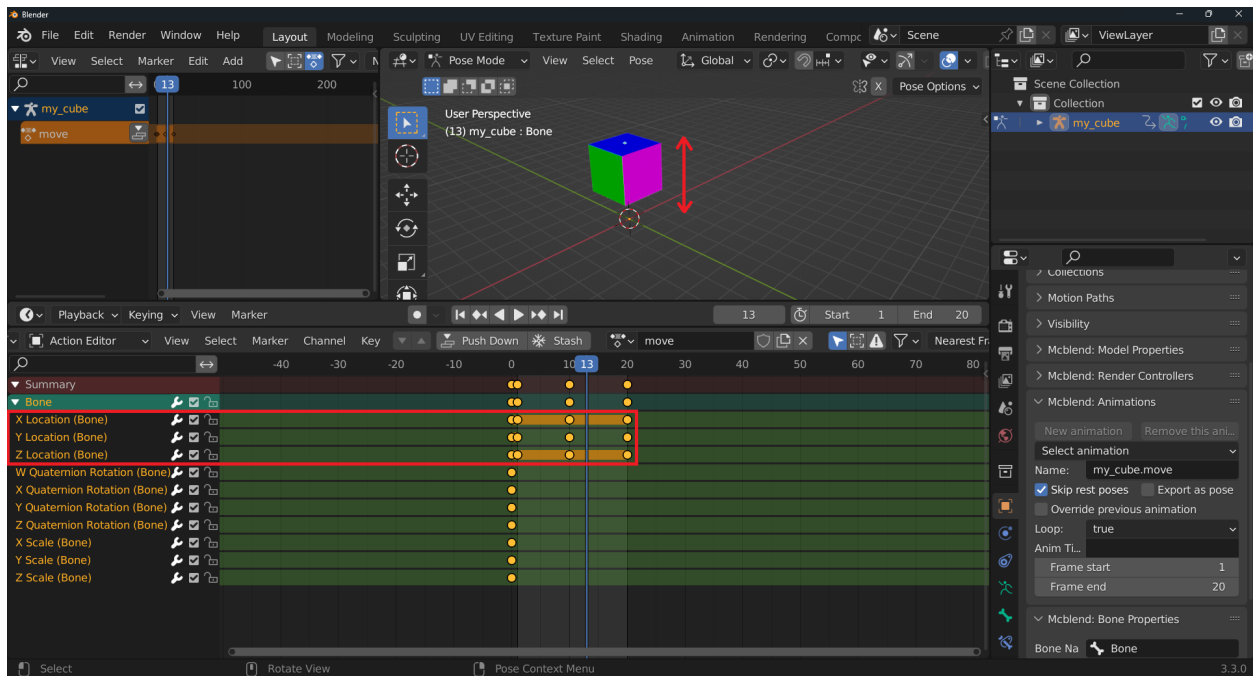 Blender
File Edit Render Window Help Layout Modeling Sculpting UV Editing Texture Paint Shading Animation Rendering Compc Scene ViewLayer
View Select Marker Edit Add N Pose Mode View Select Pose Global
13 100 200 X Pose Options Scene Collection
my_cube User Perspective Collection
move (13) my_cube : Bone my_cube
Collections
Motion Paths
Playback Keying View Marker 13 Start 1 End 20
Visibility
Action Editor View Select Marker Channel Key Push Down Stash move Nearest Fr
Mcblend: Model Properties
-40 -30 -20 -10 0 10 13 20 30 40 50 60 70 80
Mcblend: Render Controllers
Summary
Bone
Mcblend: Animations
X Location (Bone)
Y Location (Bone)
New animation Remove this ani...
Z Location (Bone)
Select animation
W Quaternion Rotation (Bone)
Name: my_cube.move
X Quaternion Rotation (Bone)
Skip rest poses Export as pose
Y Quaternion Rotation (Bone)
Override previous animation
Z Quaternion Rotation (Bone)
Loop: true
X Scale (Bone)
Anim Ti...
Y Scale (Bone)
Frame start 1
Z Scale (Bone)
Frame end 20
Mcblend: Bone Properties
Bone Na Bone
Select Rotate View Pose Context Menu 3.3.0